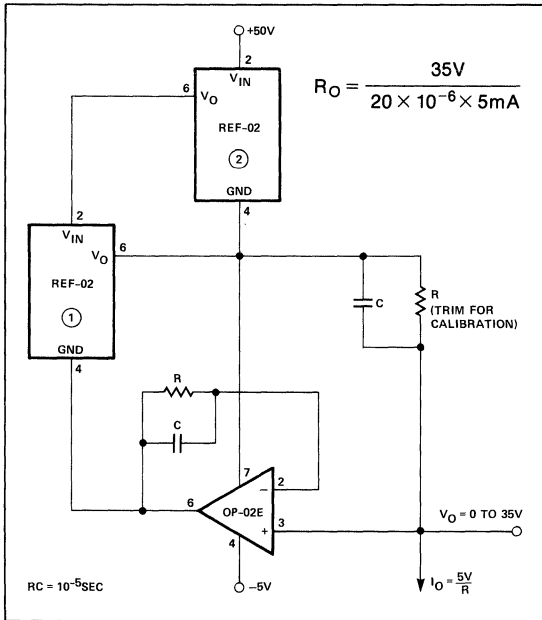 +50V
2
V_IN
6
V_O
REF-02
②
GND
4
R_O = 35V / (20 × 10⁻⁶ × 5mA)
2
V_IN
V_O
6
REF-02
①
GND
4
C
R
(TRIM FOR
CALIBRATION)
R
C
7
2
6
OP-02E
−
+
3
4
V_O = 0 TO 35V
−5V
I_O = 5V/R
RC = 10⁻⁵SEC